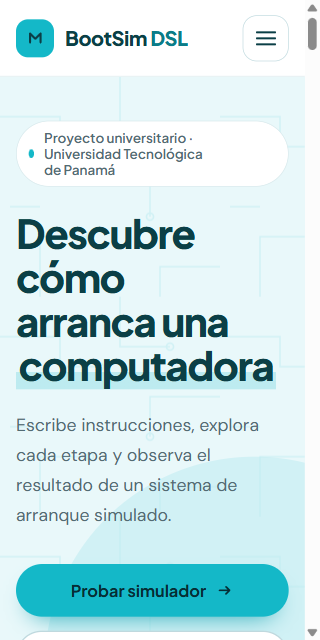 M BootSim DSL
Proyecto universitario ·
Universidad Tecnológica
de Panamá
Descubre
cómo
arranca una
computadora
Escribe instrucciones, explora
cada etapa y observa el
resultado de un sistema de
arranque simulado.
Probar simulador →